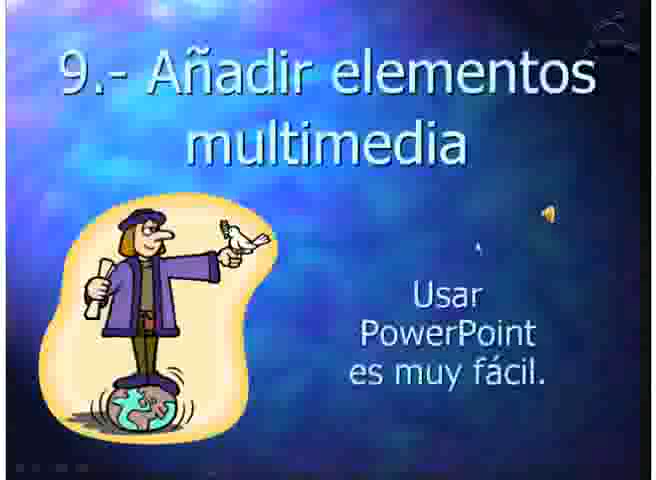 9.- Añadir elementos
multimedia
Usar
PowerPoint
es muy fácil.